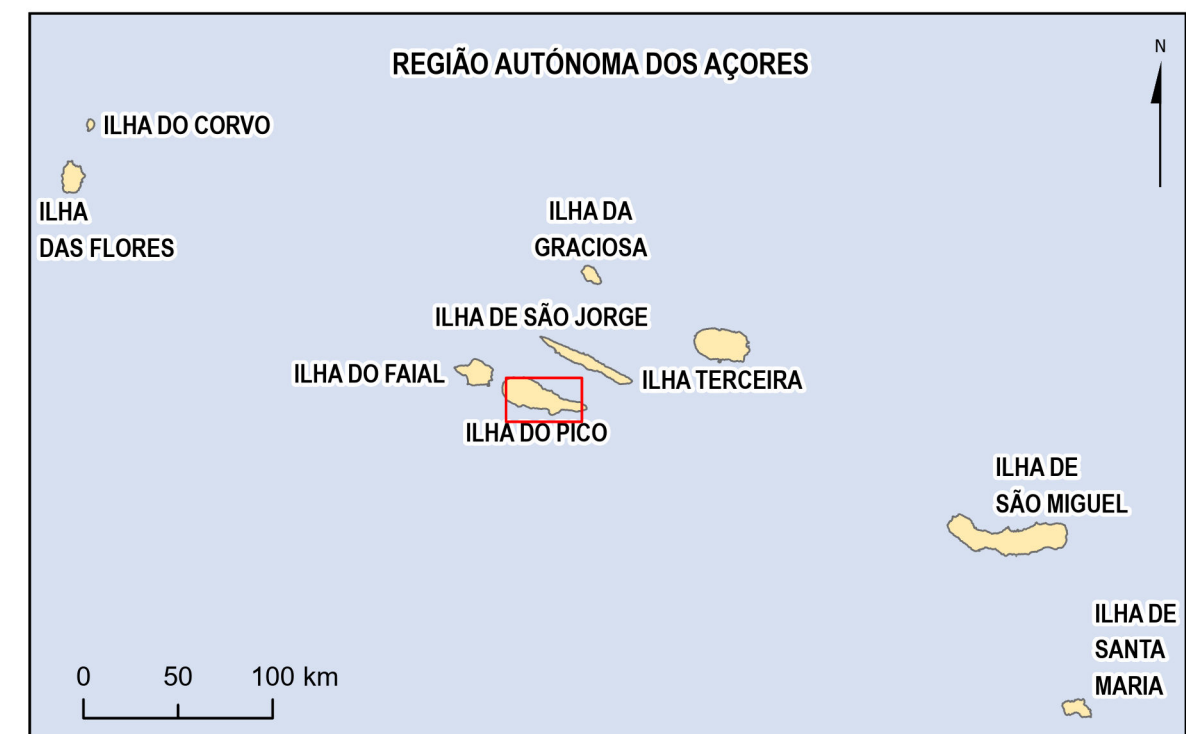 REGIÃO AUTÓNOMA DOS AÇORES
N
ILHA DO CORVO
ILHA
DAS FLORES
ILHA DA
GRACIOSA
ILHA DE SÃO JORGE
ILHA DO FAIAL
ILHA TERCEIRA
ILHA DO PICO
ILHA DE
SÃO MIGUEL
ILHA DE
SANTA
MARIA
0 50 100 km